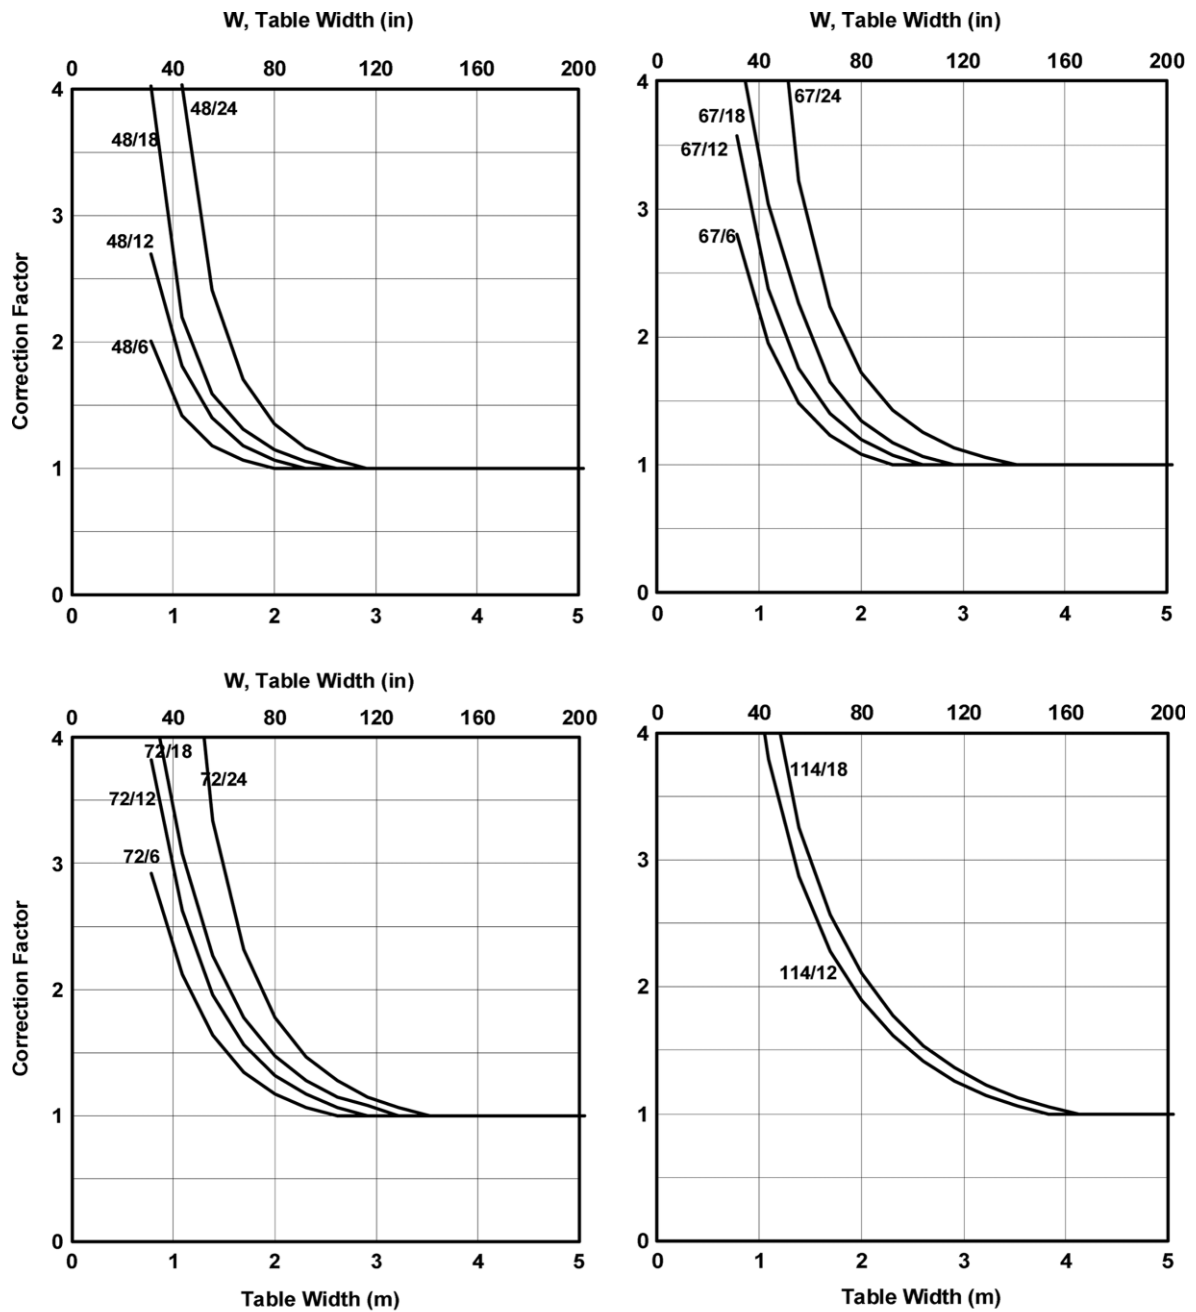 W, Table Width (in)
0 40 80 120 160 200
4
3
2
1
0
Correction Factor
48/24
48/18
48/12
48/6
0 1 2 3 4 5
W, Table Width (in)
0 40 80 120 160 200
4
3
2
1
0
67/24
67/18
67/12
67/6
0 1 2 3 4 5
W, Table Width (in)
0 40 80 120 160 200
4
3
2
1
0
Correction Factor
72/18
72/24
72/12
72/6
0 1 2 3 4 5
Table Width (m)
0 40 80 120 160 200
4
3
2
1
0
114/18
114/12
0 1 2 3 4 5
Table Width (m)